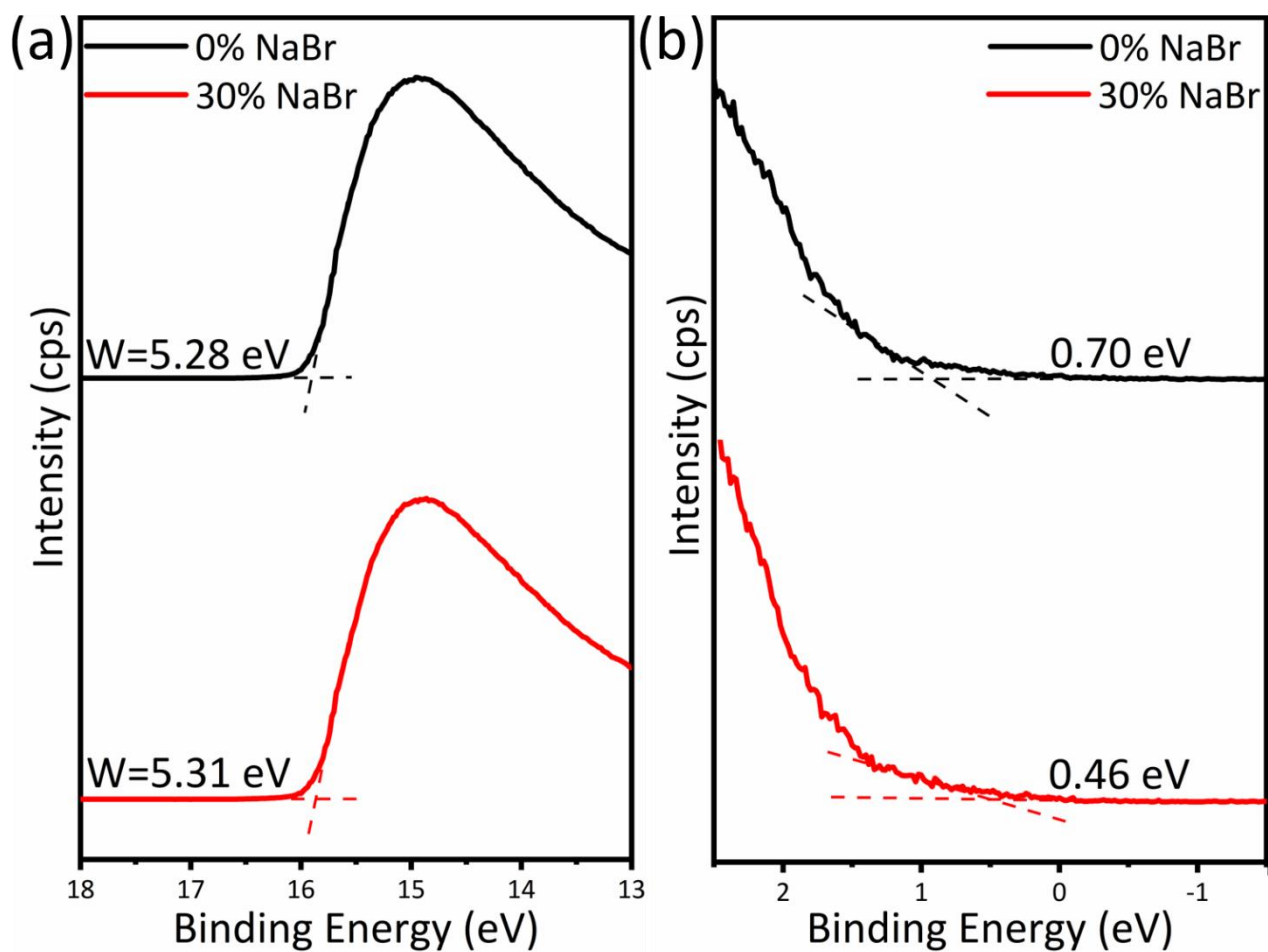 (a)
0% NaBr
30% NaBr
W=5.28 eV
W=5.31 eV
Intensity (cps)
18 17 16 15 14 13
Binding Energy (eV)
(b)
0% NaBr
30% NaBr
0.70 eV
0.46 eV
Intensity (cps)
2 1 0 -1
Binding Energy (eV)